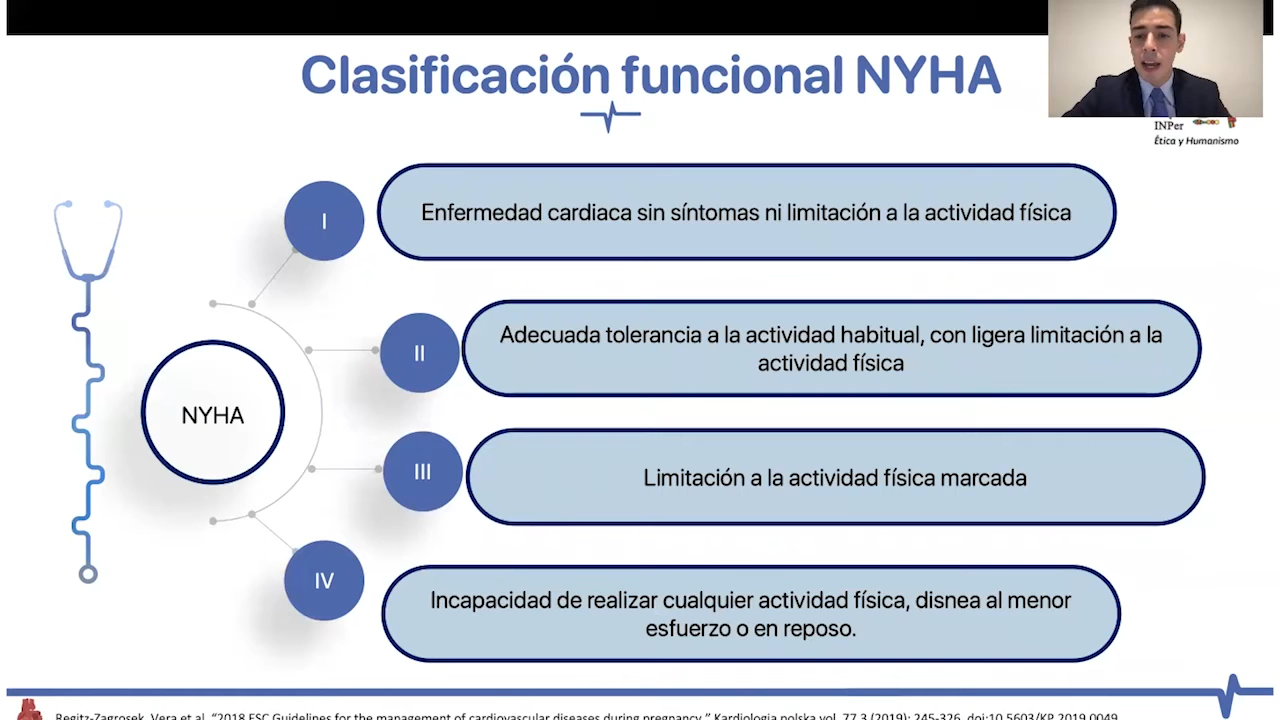 Clasificación funcional NYHA
INPer
Ética y Humanismo
I
Enfermedad cardiaca sin síntomas ni limitación a la actividad física
II
Adecuada tolerancia a la actividad habitual, con ligera limitación a la
actividad física
NYHA
III
Limitación a la actividad física marcada
IV
Incapacidad de realizar cualquier actividad física, disnea al menor
esfuerzo o en reposo.
Regitz-Zagrosek, Vera et al. “2018 ESC Guidelines for the management of cardiovascular diseases during pregnancy.” Kardiologia polska vol. 77,3 (2019): 245-326. doi:10.5603/KP.2019.0049